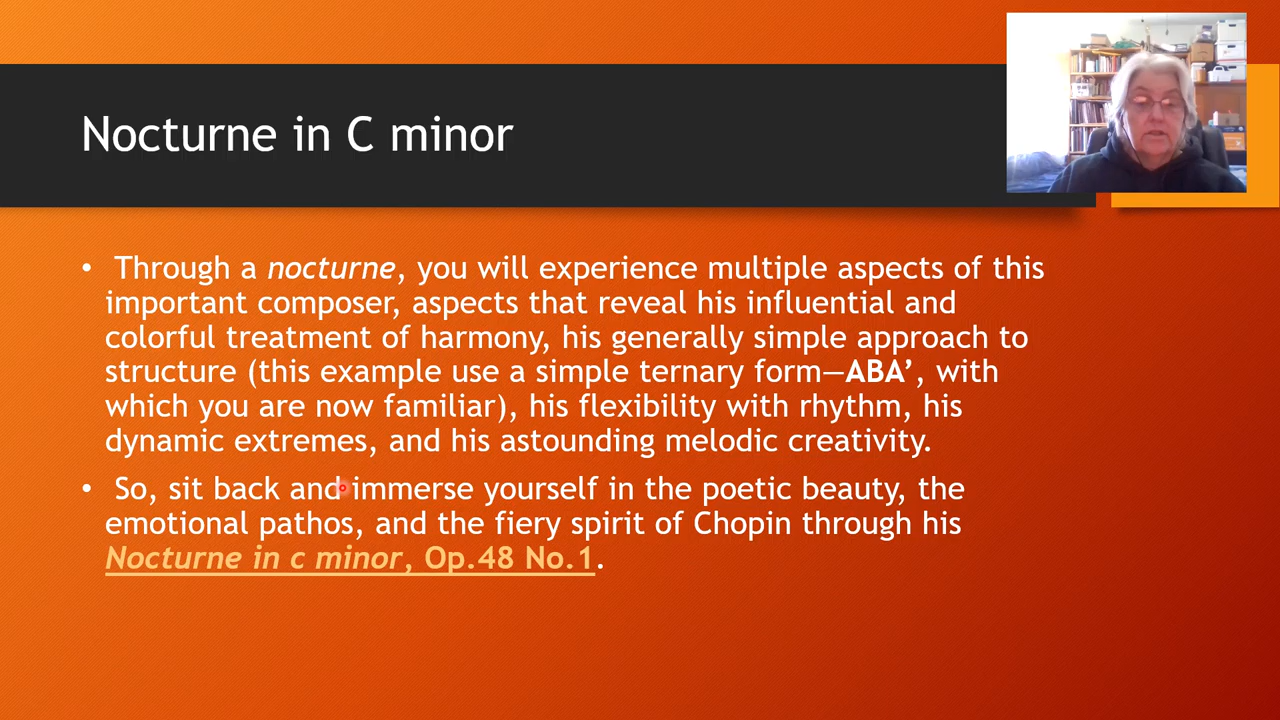 Nocturne in C minor
• Through a nocturne, you will experience multiple aspects of this
important composer, aspects that reveal his influential and
colorful treatment of harmony, his generally simple approach to
structure (this example use a simple ternary form—ABA’, with
which you are now familiar), his flexibility with rhythm, his
dynamic extremes, and his astounding melodic creativity.
• So, sit back and immerse yourself in the poetic beauty, the
emotional pathos, and the fiery spirit of Chopin through his
Nocturne in c minor, Op.48 No.1.